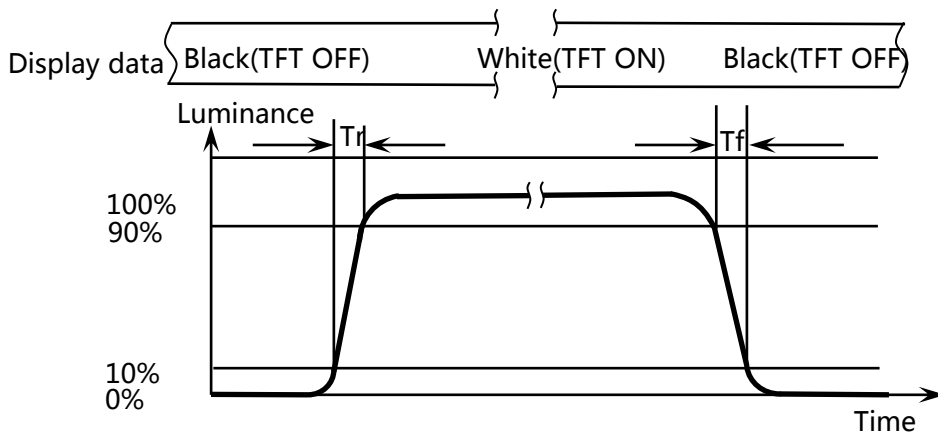 Display data Black(TFT OFF) White(TFT ON) Black(TFT OFF)
Luminance
Tr Tf
100%
90%
10%
0%
Time